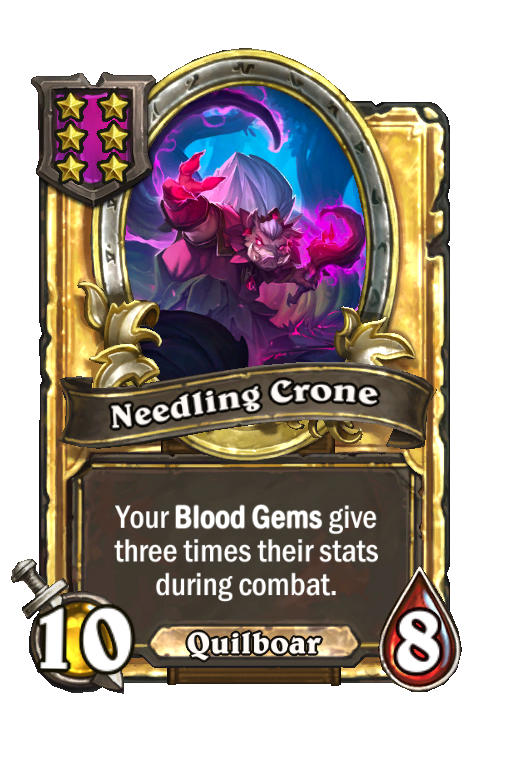 Needling Crone
Your Blood Gems give
three times their stats
during combat.
10
Quilboar
8